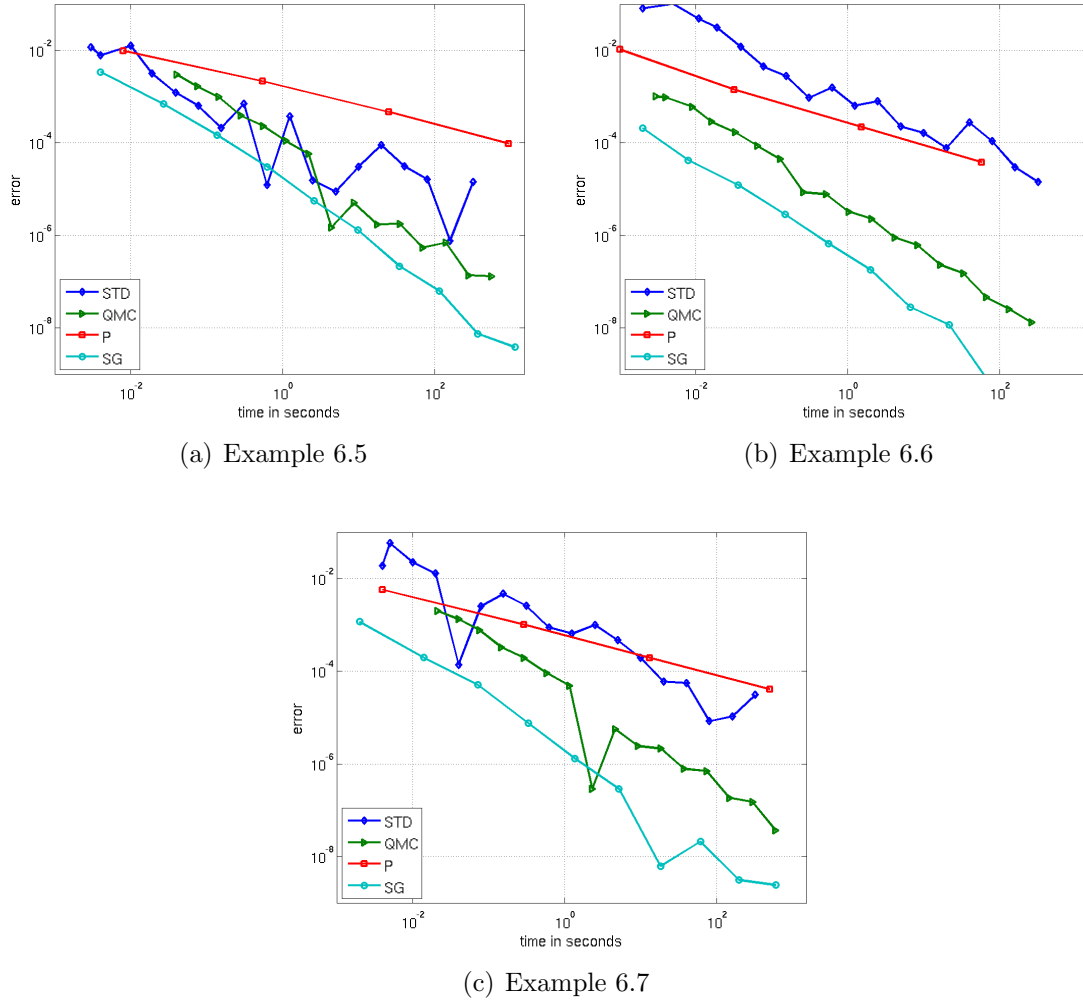 10^-2
10^-4
10^-6
10^-8
error
STD
QMC
P
SG
10^-2
10^0
10^2
time in seconds
(a) Example 6.5
10^-2
10^-4
10^-6
10^-8
error
STD
QMC
P
SG
10^-2
10^0
10^2
time in seconds
(b) Example 6.6
10^-2
10^-4
10^-6
10^-8
error
STD
QMC
P
SG
10^-2
10^0
10^2
time in seconds
(c) Example 6.7